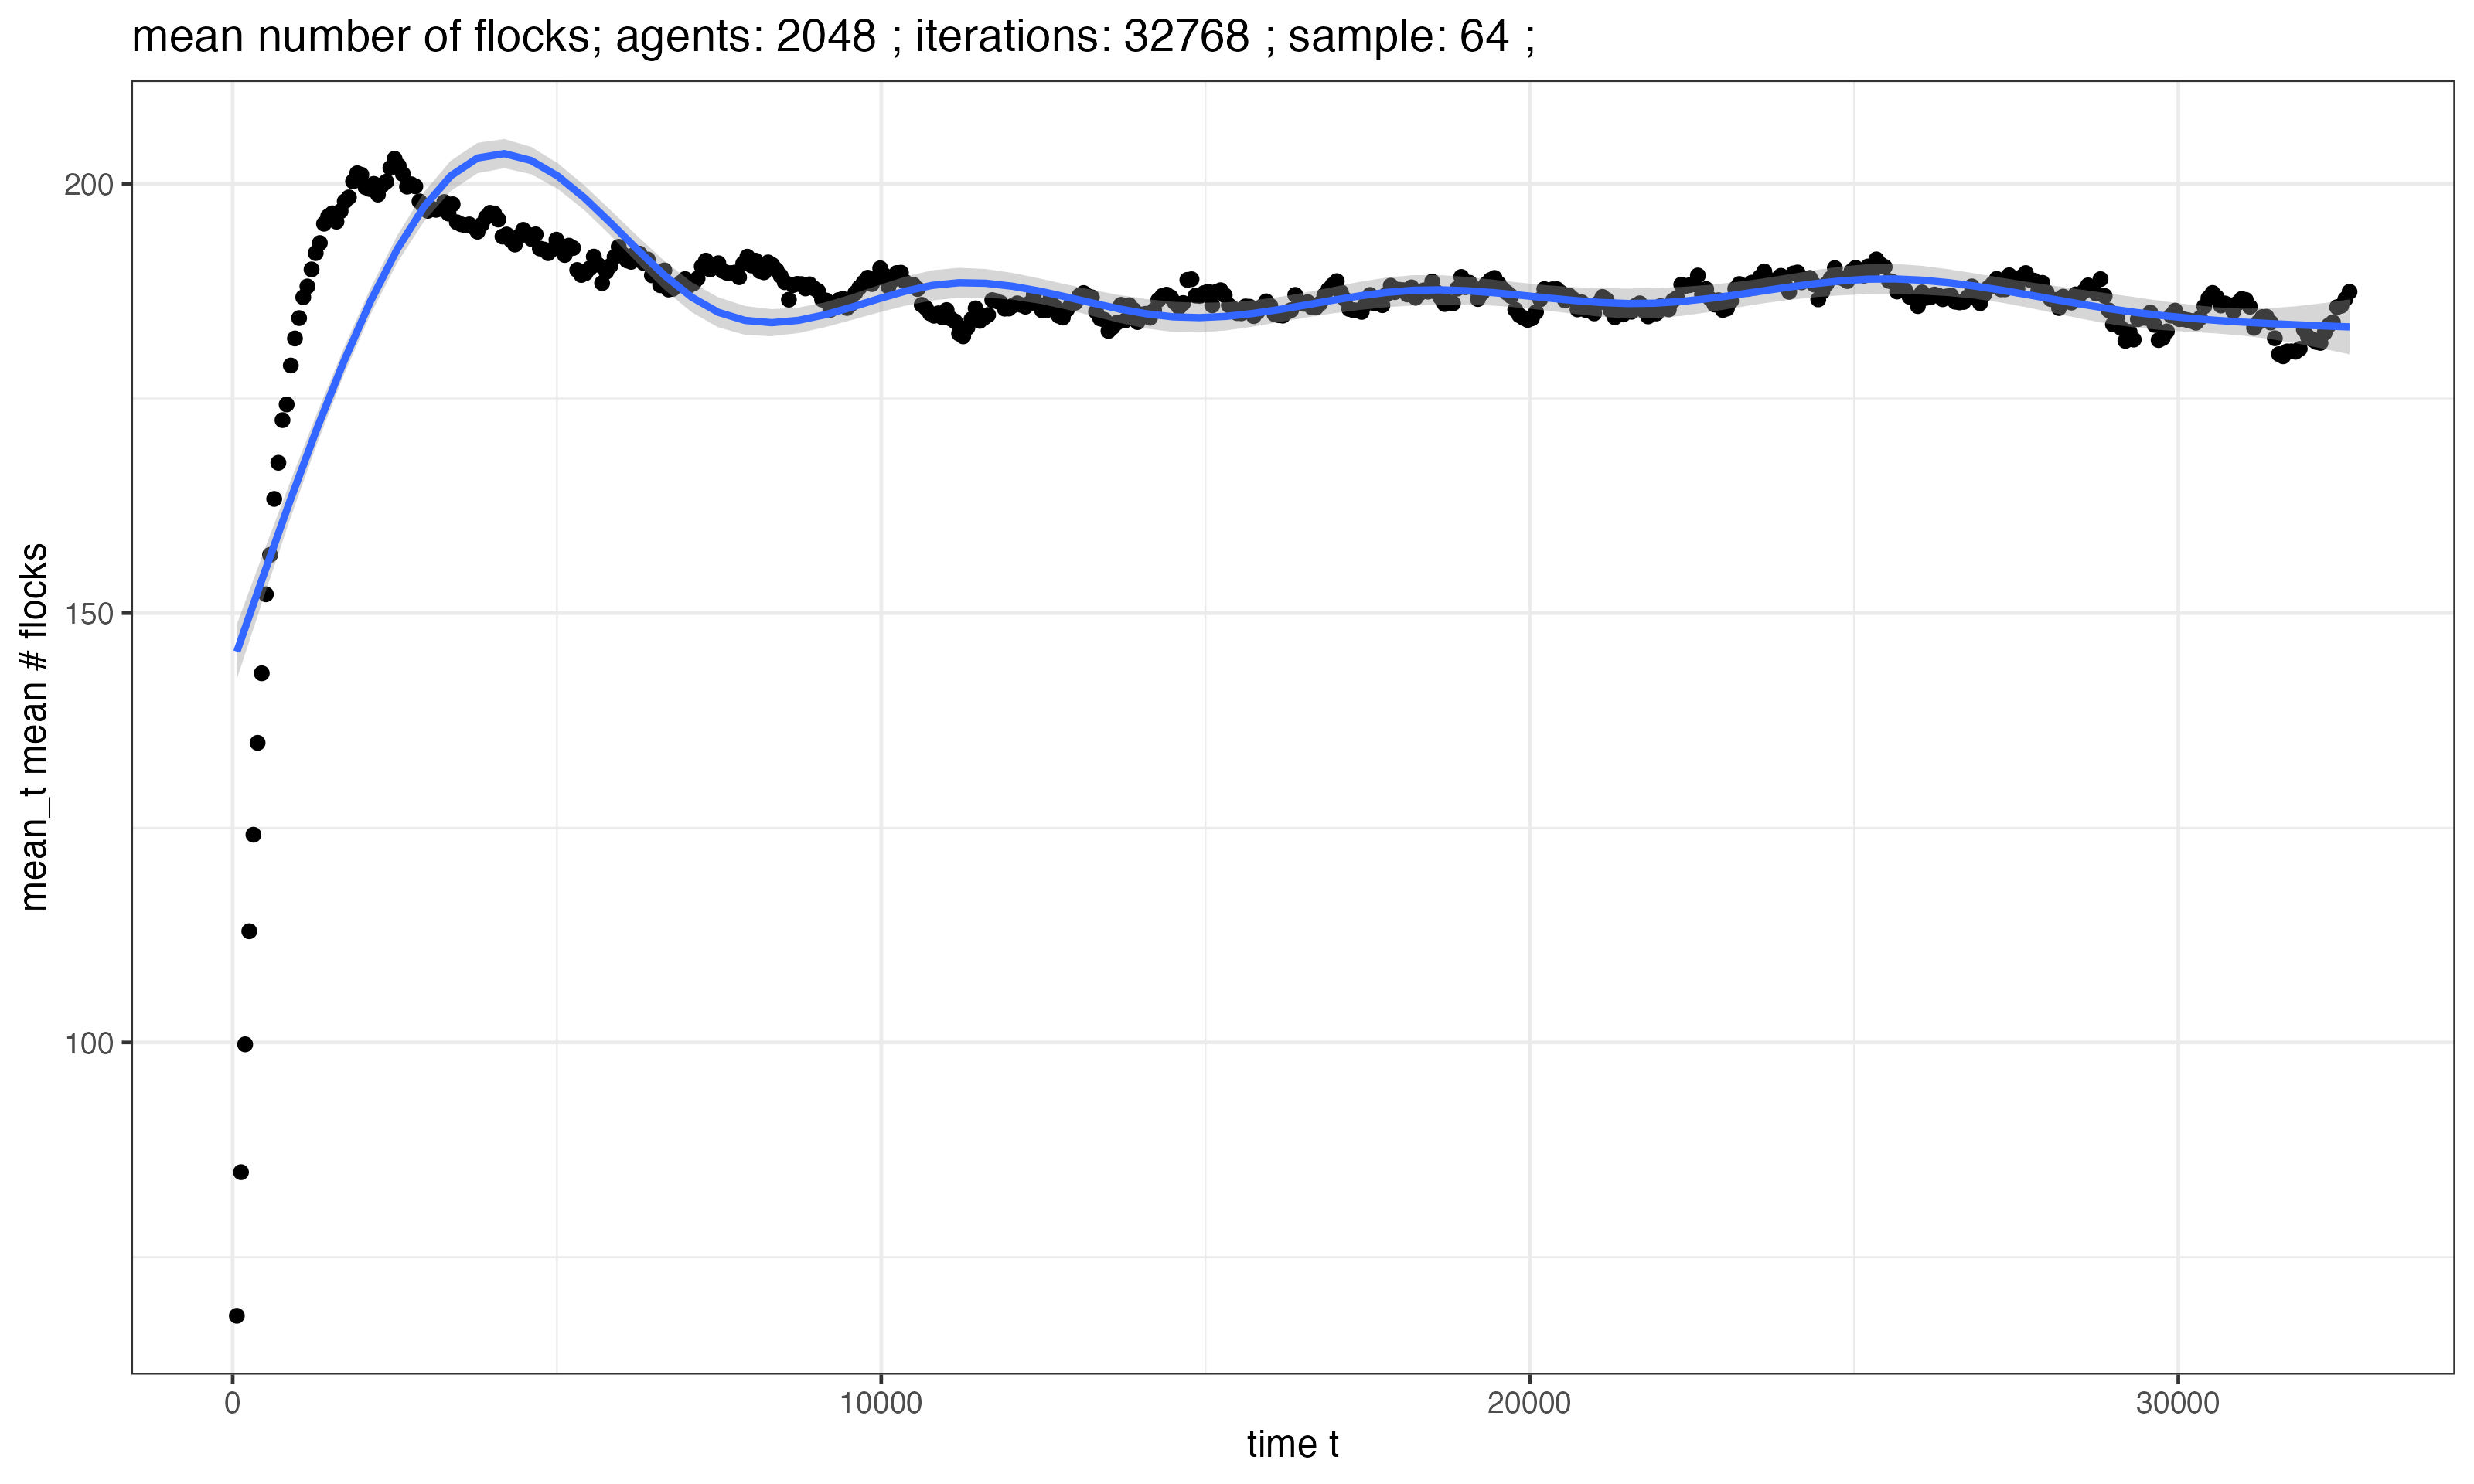 mean number of flocks; agents: 2048 ; iterations: 32768 ; sample: 64 ;
mean_t mean # flocks
200
150
100
0
10000
20000
30000
time t